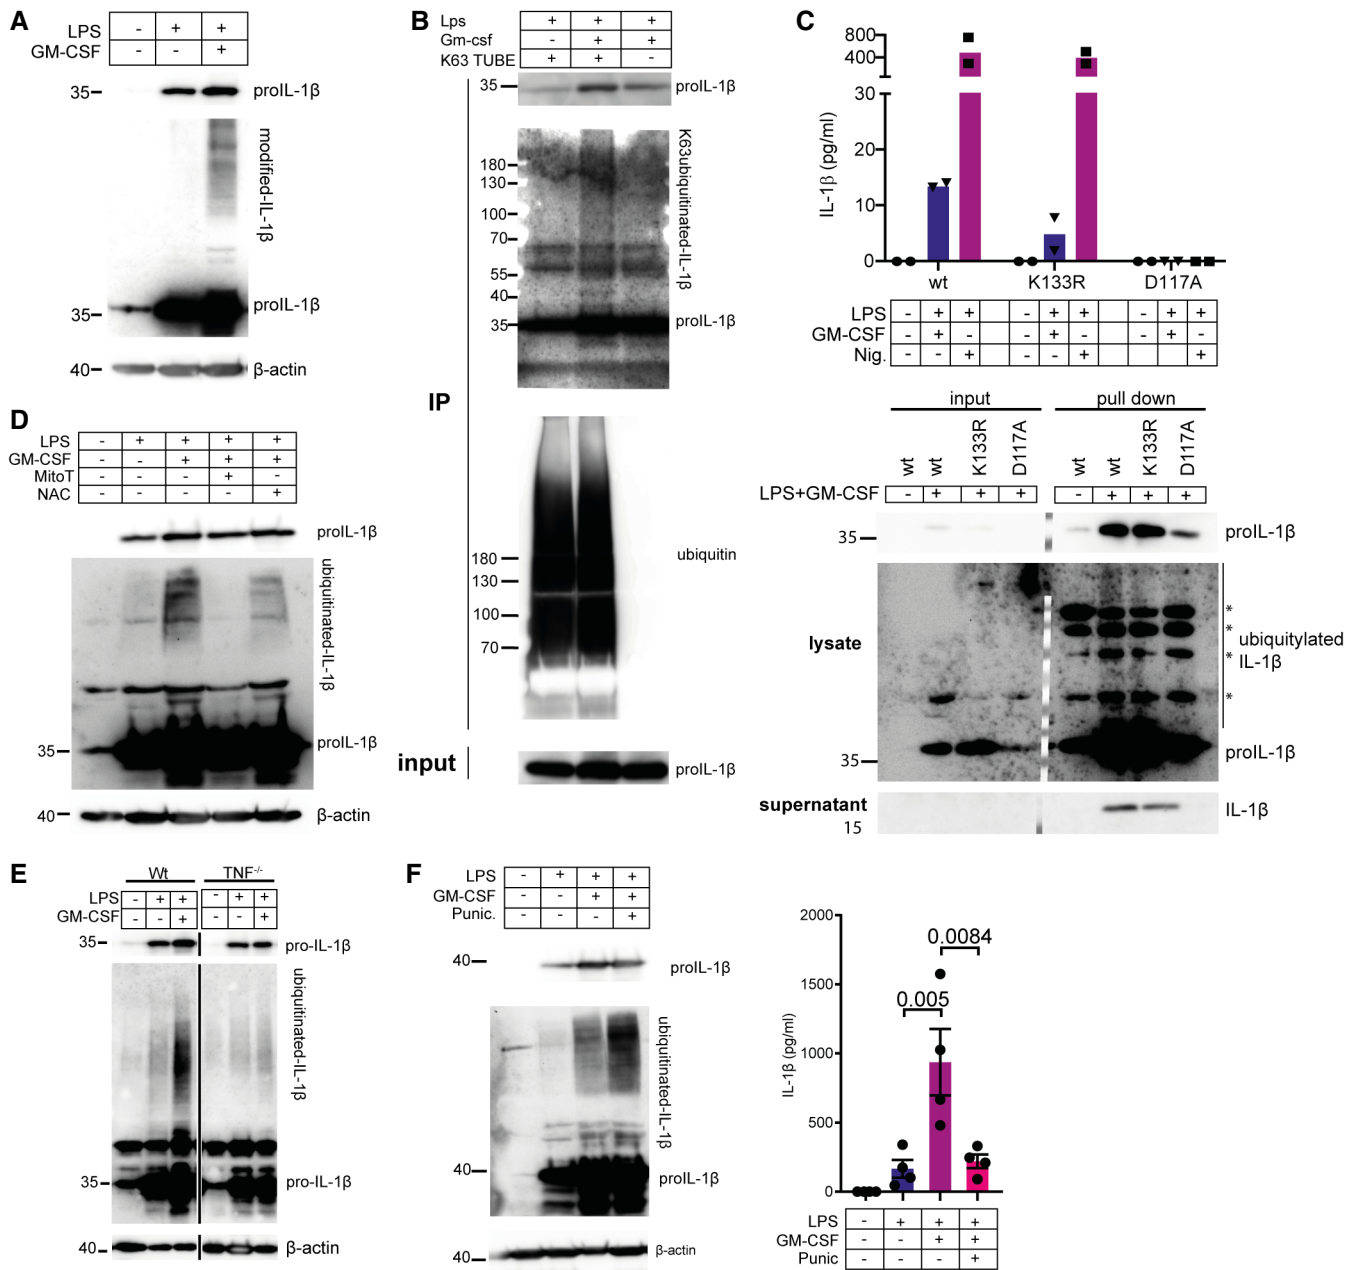 A
LPS - + +
GM-CSF - - +
35
proIL-1β
modified-IL-1β
35
proIL-1β
40
β-actin
B
Lps + + +
Gm-csf - + +
K63 TUBE + + -
35
proIL-1β
180
130
100
70
55
40
35
K63ubiquitinated-IL-1β
proIL-1β
IP
180
130
100
70
ubiquitin
input
proIL-1β
C
IL-1β (pg/ml)
800
400
30
20
10
0
wt K133R D117A
LPS - + + - + + - + +
GM-CSF - + - - + - - + -
Nig. - - + - - + - - +
input pull down
wt wt K133R D117A wt wt K133R D117A
LPS+GM-CSF - + + + - + + +
35
proIL-1β
lysate
*
*
*
*
ubiquitylated
IL-1β
35
proIL-1β
supernatant
15
IL-1β
D
LPS - + + + +
GM-CSF - - + + +
MitoT - - - + -
NAC - - - - +
proIL-1β
ubiquitinated-IL-1β
35
proIL-1β
40
β-actin
E
Wt TNF-/-
LPS - + + - + +
GM-CSF - - + - - +
35
pro-IL-1β
ubiquitinated-IL-1β
35
pro-IL-1β
40
β-actin
F
LPS - + + +
GM-CSF - - + +
Punic. - - - +
40
proIL-1β
ubiquitinated-IL-1β
40
proIL-1β
40
β-actin
IL-1β (pg/ml)
2000
1500
1000
500
0
0.0084
0.005
LPS - + + +
GM-CSF - - + +
Punic - - - +